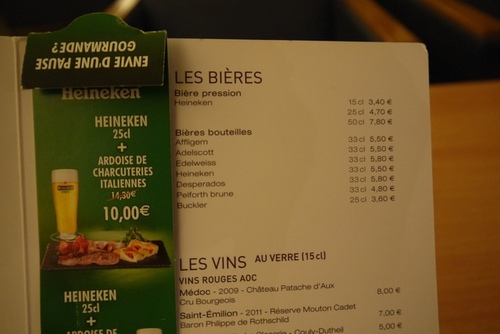 ENVIE D'UNE PAUSE
GOURMANDE?
Heineken
HEINEKEN
25cl
+
ARDOISE DE
CHARCUTERIES
ITALIENNES
14,30€
10,00€
HEINEKEN
25cl
+
LES BIÈRES
Bière pression
Heineken 15 cl 3,40 €
25 cl 4,70 €
50 cl 7,80 €
Bières bouteilles
Affligem 33 cl 5,50 €
Adelscott 33 cl 5,50 €
Edelweiss 33 cl 5,80 €
Heineken 33 cl 5,50 €
Desperados 33 cl 5,80 €
Pelforth brune 33 cl 4,80 €
Buckler 25 cl 3,60 €
LES VINS AU VERRE (15cl)
VINS ROUGES AOC
Médoc - 2009 - Château Patache d'Aux 8,00 €
Cru Bourgeois
Saint-Émilion - 2011 - Réserve Mouton Cadet 7,00 €
Baron Philippe de Rothschild
Couly-Dutheil 5,00 €